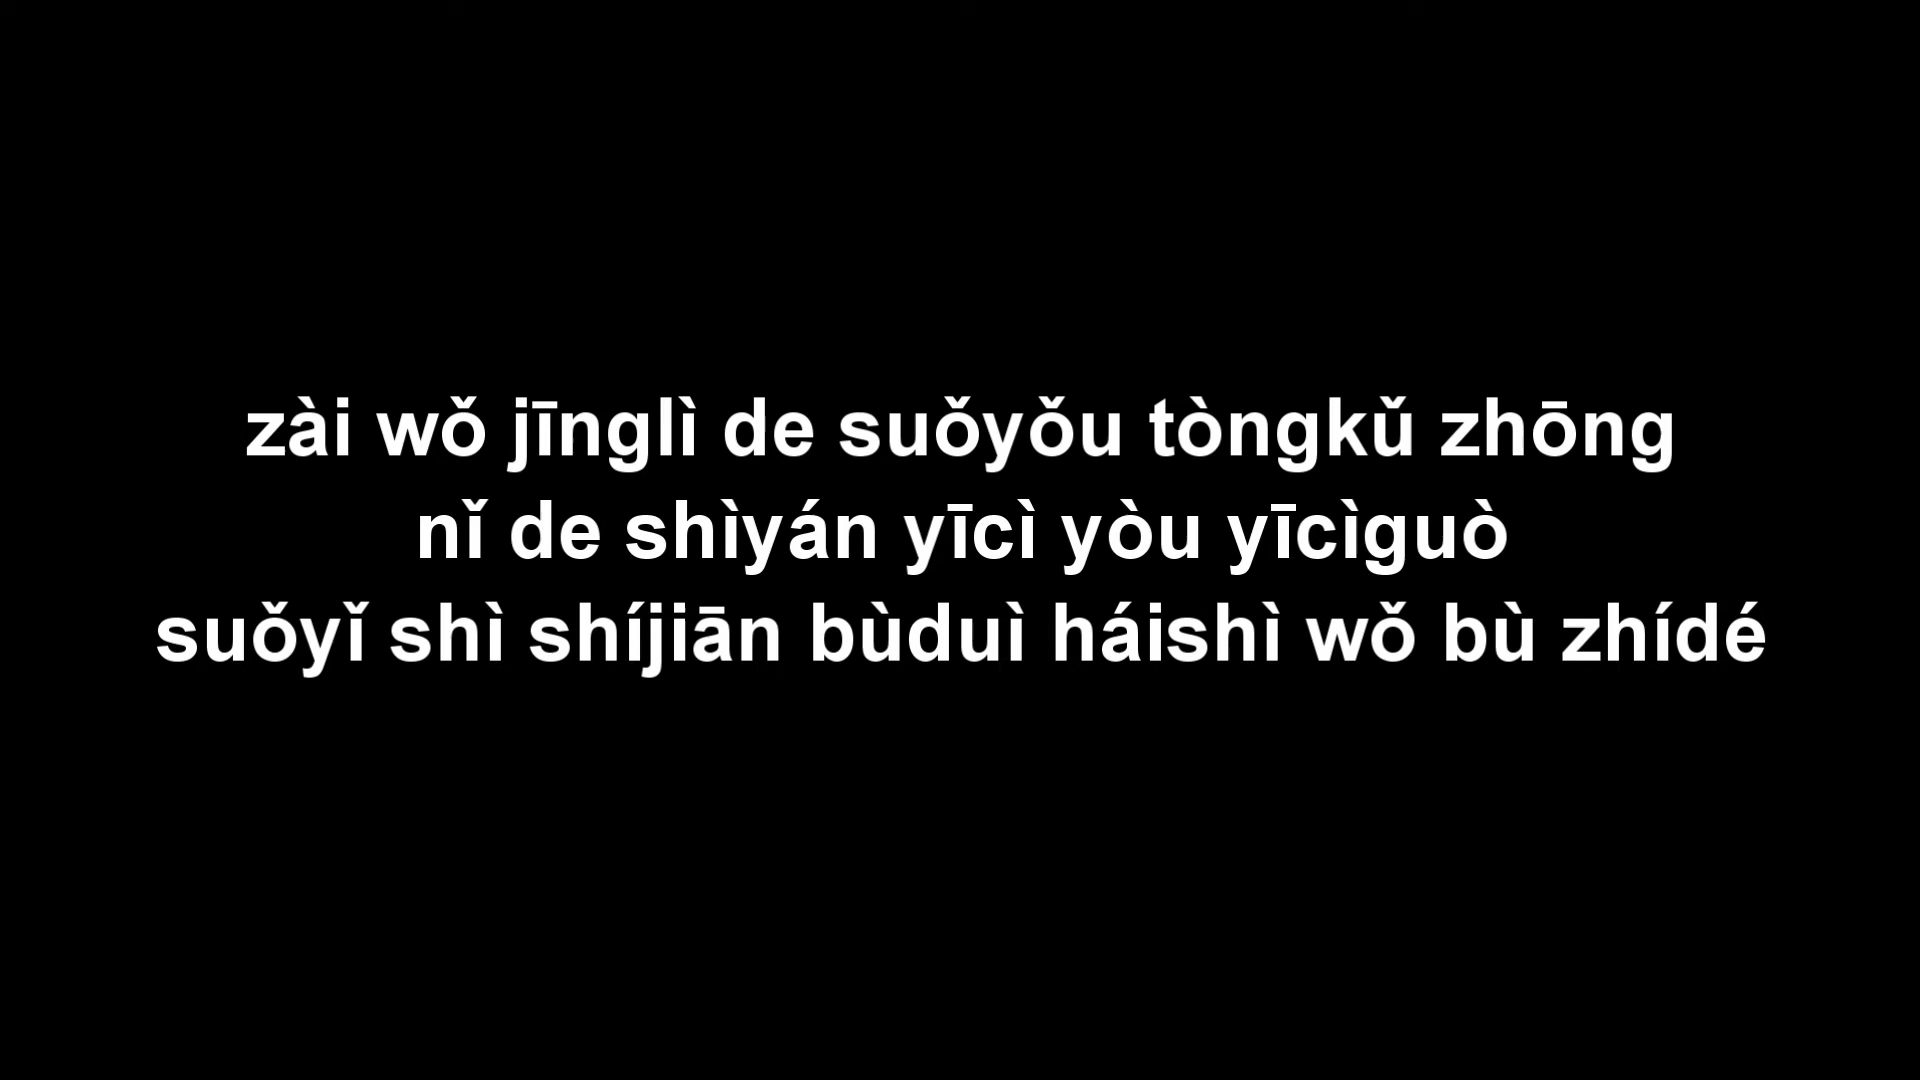 zài wǒ jīnglì de suǒyǒu tòngkǔ zhōng
nǐ de shìyán yīcì yòu yīcìguò
suǒyǐ shì shíjiān bùduì háishì wǒ bù zhídé